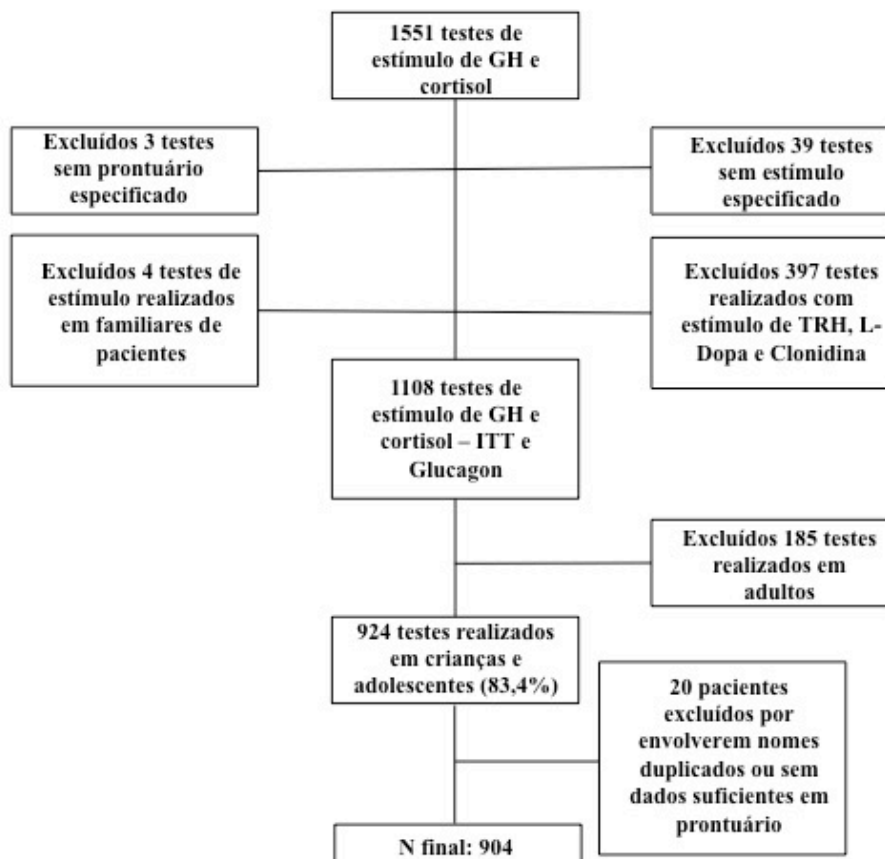 1551 testes de
estímulo de GH e
cortisol
Excluídos 3 testes
sem prontuário
especificado
Excluídos 39 testes
sem estímulo
especificado
Excluídos 4 testes de
estímulo realizados
em familiares de
pacientes
Excluídos 397 testes
realizados com
estímulo de TRH, L-
Dopa e Clonidina
1108 testes de
estímulo de GH e
cortisol – ITT e
Glucagon
Excluídos 185 testes
realizados em
adultos
924 testes realizados
em crianças e
adolescentes (83,4%)
20 pacientes
excluídos por
envolverem nomes
duplicados ou sem
dados suficientes em
prontuário
N final: 904